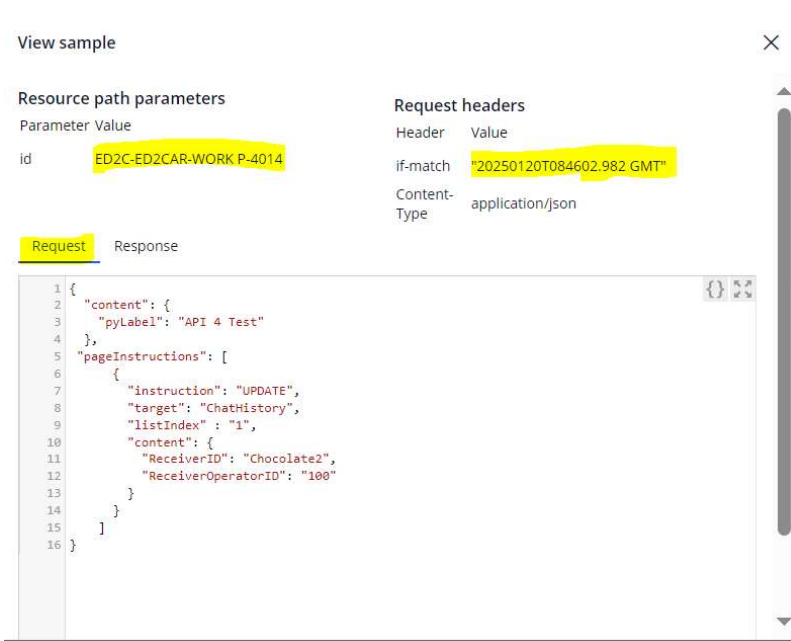 View sample
Resource path parameters
Parameter Value
id ED2C-ED2CAR-WORK P-4014
Request headers
Header Value
if-match "20250120T084602.982 GMT"
Content-
Type application/json
Request Response
1 {
2 "content": {
3 "pyLabel": "API 4 Test"
4 },
5 "pageInstructions": [
6 {
7 "instruction": "UPDATE",
8 "target": "ChatHistory",
9 "listIndex" : "1",
10 "content": {
11 "ReceiverID": "Chocolate2",
12 "ReceiverOperatorID": "100"
13 }
14 }
15 ]
16 }